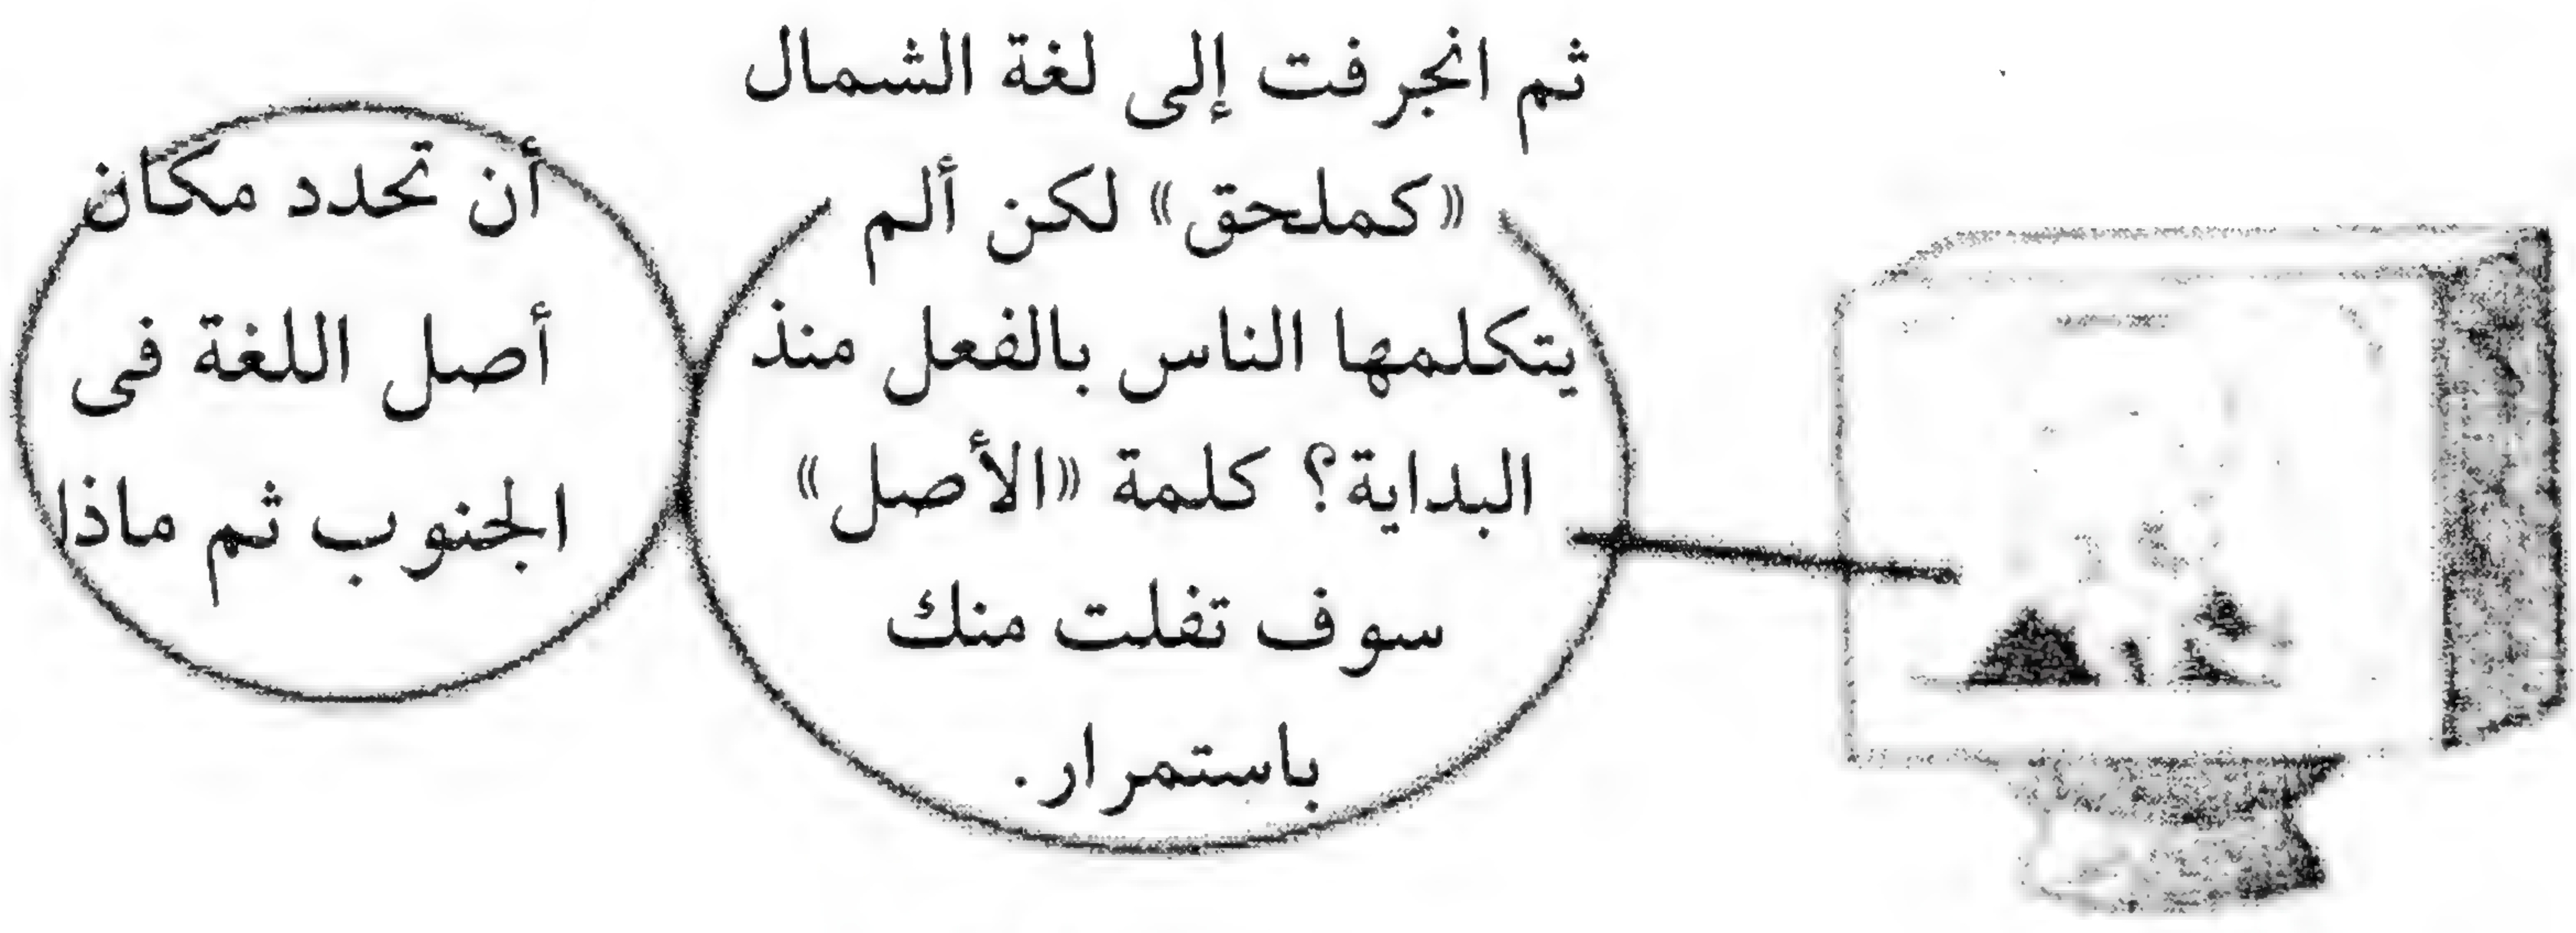 ثم انجرفت إلى لغة الشمال
«كملحق» لكن ألم
يتكلمها الناس بالفعل منذ
البداية؟ كلمة «الأصل»
سوف تفلت منك
باستمرار.
أن تحدد مكان
أصل اللغة فى
الجنوب ثم ماذا